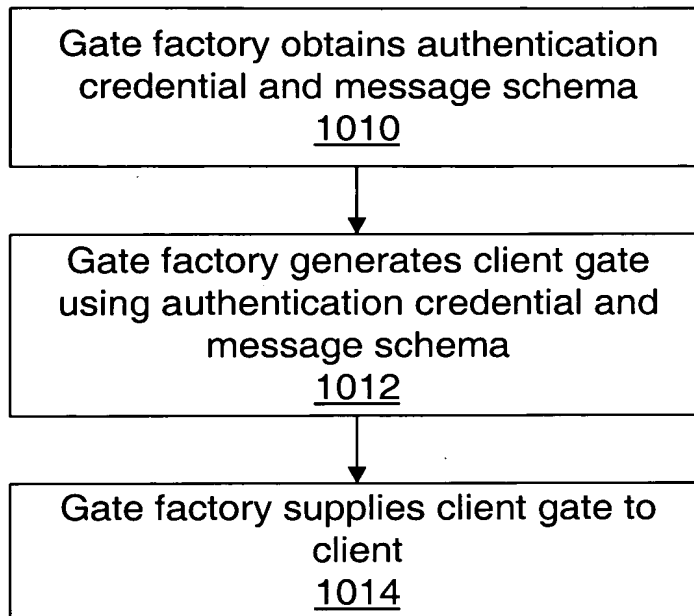 Gate factory obtains authentication
credential and message schema
1010
Gate factory generates client gate
using authentication credential and
message schema
1012
Gate factory supplies client gate to
client
1014